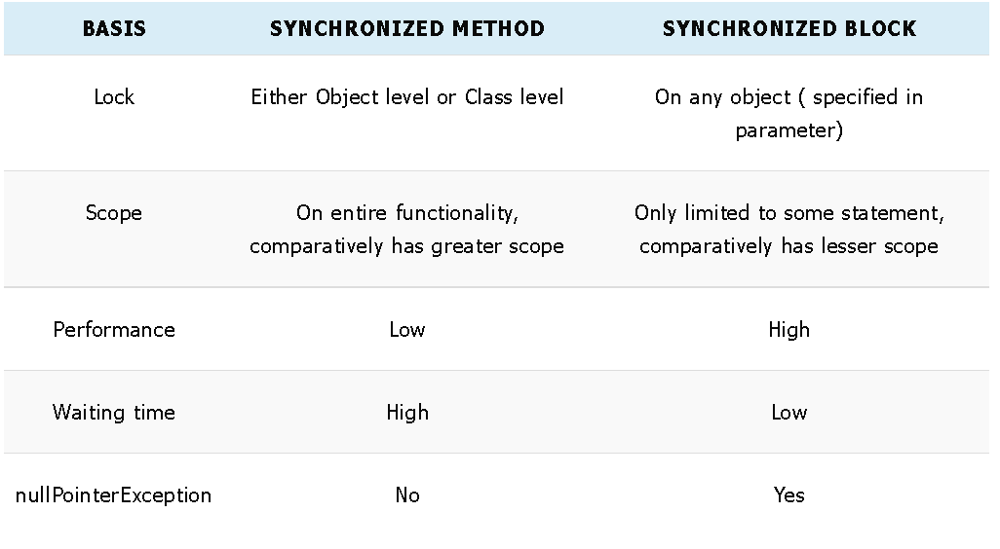 BASIS SYNCHRONIZED METHOD SYNCHRONIZED BLOCK
Lock Either Object level or Class level On any object ( specified in
parameter)
Scope On entire functionality, Only limited to some statement,
comparatively has greater scope comparatively has lesser scope
Performance Low High
Waiting time High Low
nullPointerException No Yes